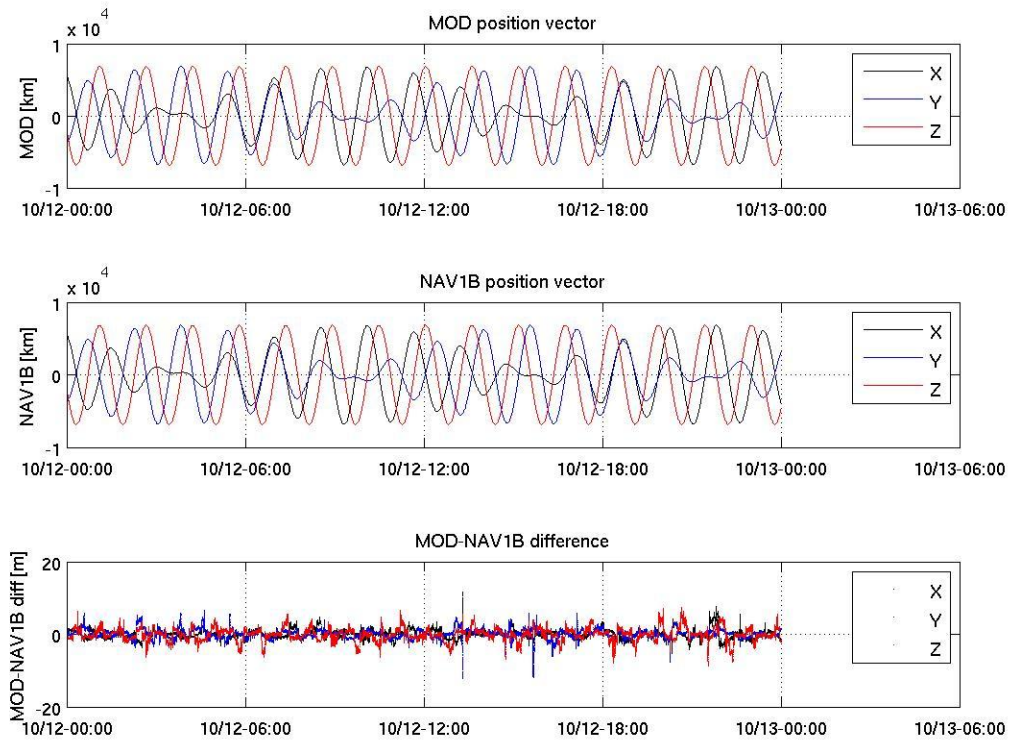 MOD position vector
x 10^4
MOD [km]
1
0
-1
X
Y
Z
10/12-00:00 10/12-06:00 10/12-12:00 10/12-18:00 10/13-00:00 10/13-06:00
NAV1B position vector
x 10^4
NAV1B [km]
1
0
-1
X
Y
Z
10/12-00:00 10/12-06:00 10/12-12:00 10/12-18:00 10/13-00:00 10/13-06:00
MOD-NAV1B difference
MOD-NAV1B diff [m]
20
0
-20
X
Y
Z
10/12-00:00 10/12-06:00 10/12-12:00 10/12-18:00 10/13-00:00 10/13-06:00